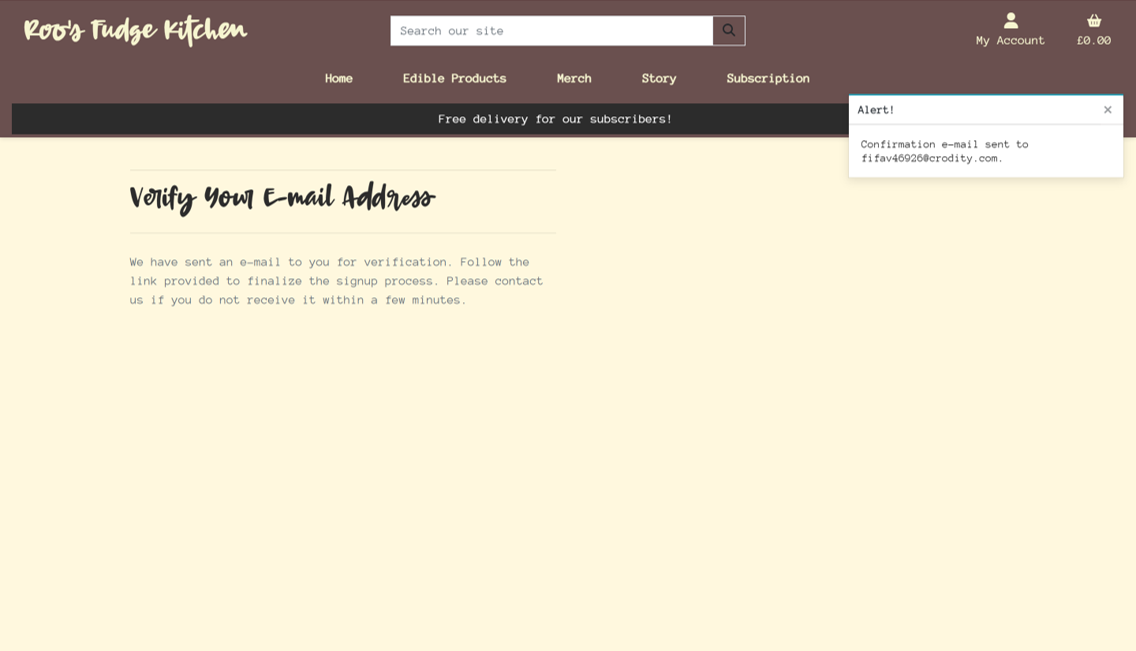 Roo's Fudge Kitchen
Search our site
My Account
£0.00
Home
Edible Products
Merch
Story
Subscription
Free delivery for our subscribers!
Alert!
×
Confirmation e-mail sent to
fifav46926@crodity.com.
Verify Your E-mail Address
We have sent an e-mail to you for verification. Follow the
link provided to finalize the signup process. Please contact
us if you do not receive it within a few minutes.